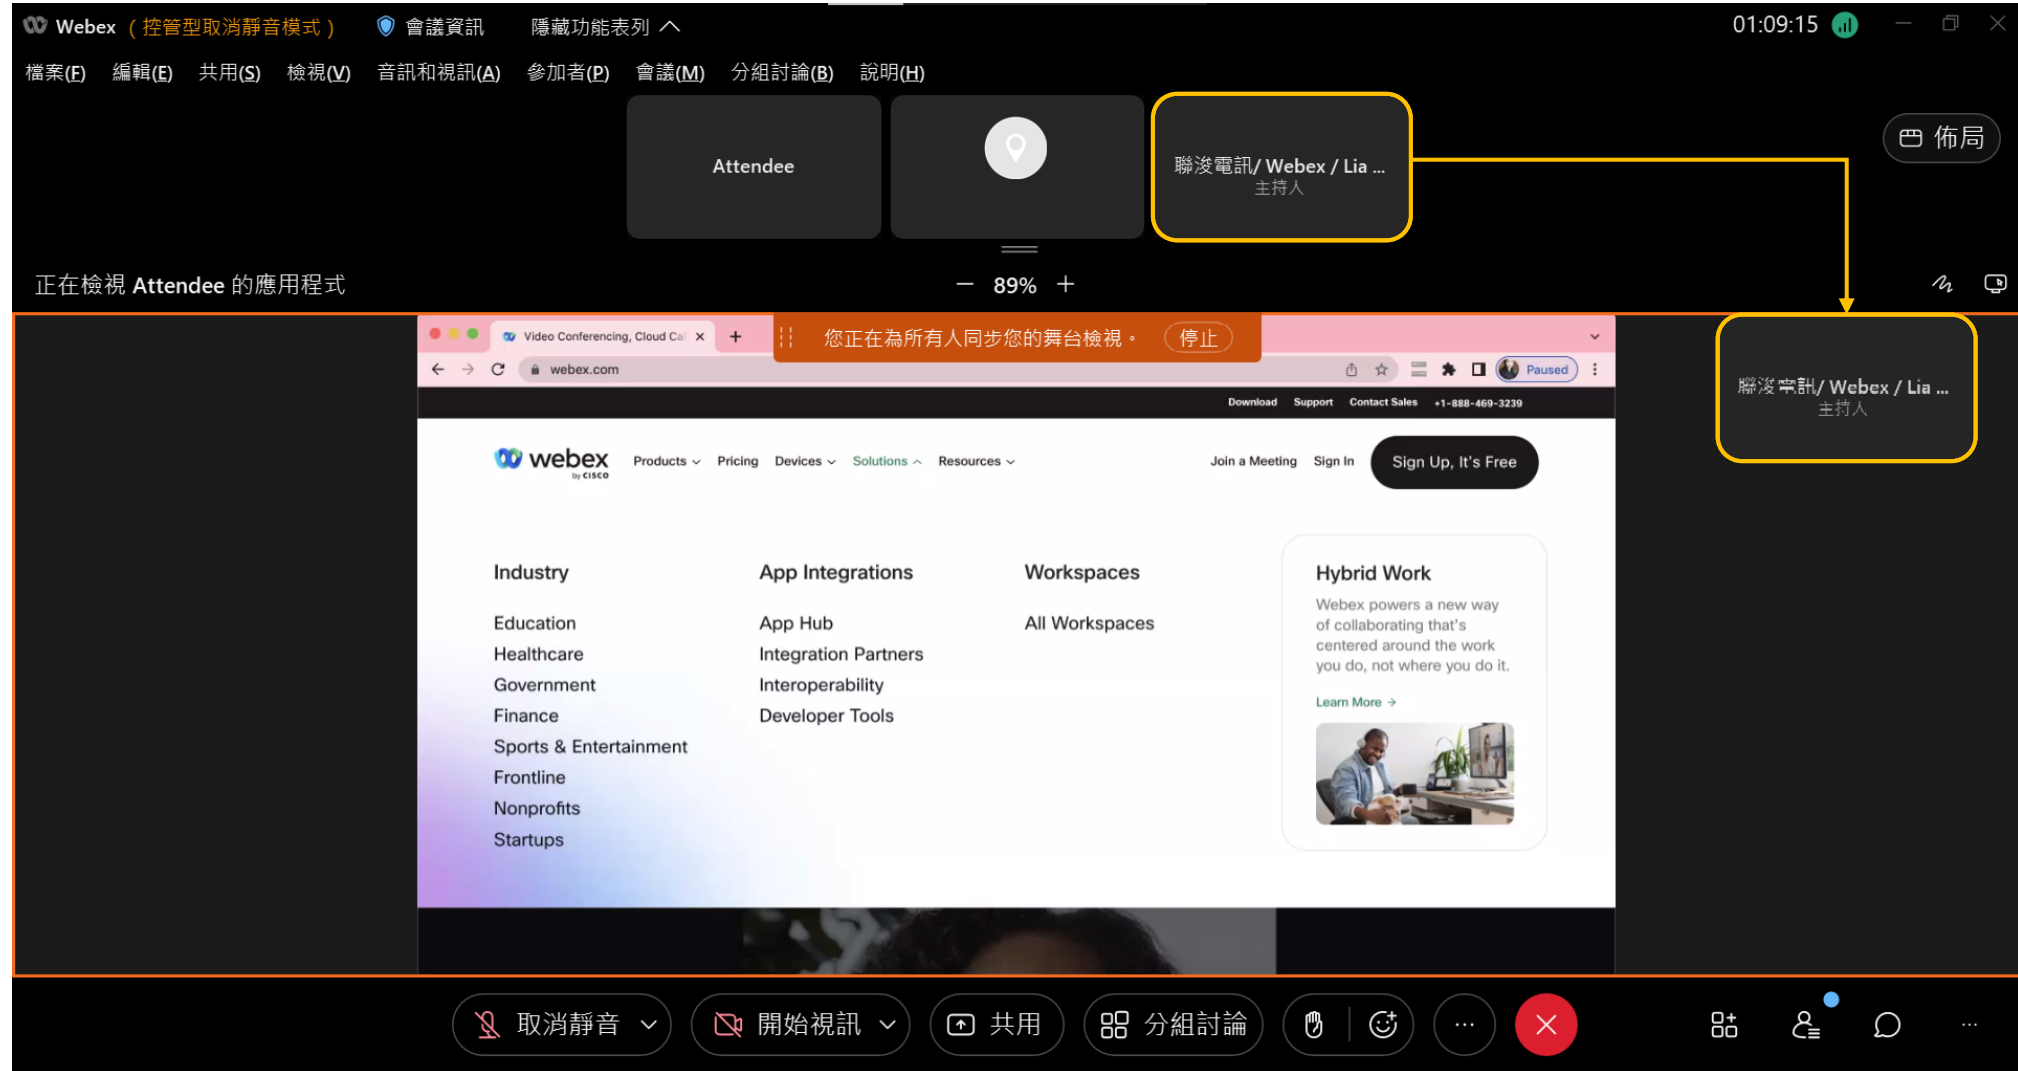 Webex (控管型取消靜音模式) 會議資訊 隱藏功能表列 01:09:15
檔案(F) 編輯(E) 共用(S) 檢視(V) 音訊和視訊(A) 參加者(P) 會議(M) 分組討論(B) 說明(H)
Attendee
聯浚電訊/ Webex / Lia ...
主持人
佈局
正在檢視 Attendee 的應用程式
89%
Video Conferencing, Cloud Cal
您正在為所有人同步您的舞台檢視。 停止
webex.com
Paused
Download Support Contact Sales +1-888-469-3239
聯浚電訊/ Webex / Lia ...
主持人
webex
by CISCO
Products Pricing Devices Solutions Resources Join a Meeting Sign In Sign Up, It's Free
Industry
Education
Healthcare
Government
Finance
Sports & Entertainment
Frontline
Nonprofits
Startups
App Integrations
App Hub
Integration Partners
Interoperability
Developer Tools
Workspaces
All Workspaces
Hybrid Work
Webex powers a new way
of collaborating that's
centered around the work
you do, not where you do it.
Learn More →
取消靜音 開始視訊 共用 分組討論